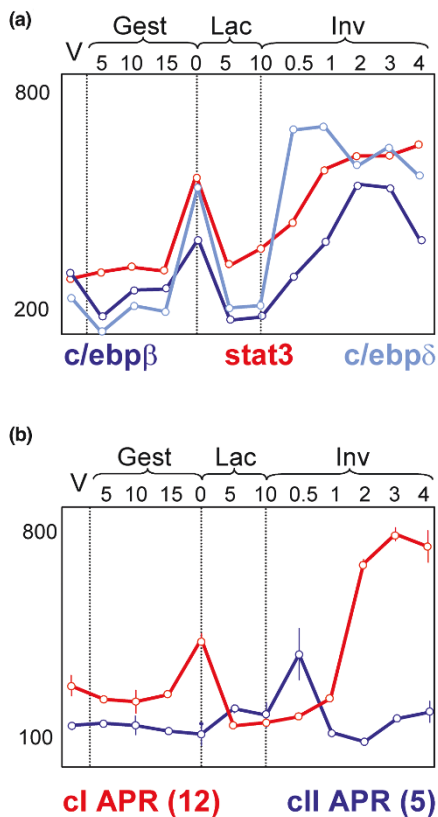 (a)
Gest Lac Inv
V 5 10 15 0 5 10 0.5 1 2 3 4
800
200
c/ebpβ stat3 c/ebpδ
(b)
Gest Lac Inv
V 5 10 15 0 5 10 0.5 1 2 3 4
800
100
cI APR (12) cII APR (5)